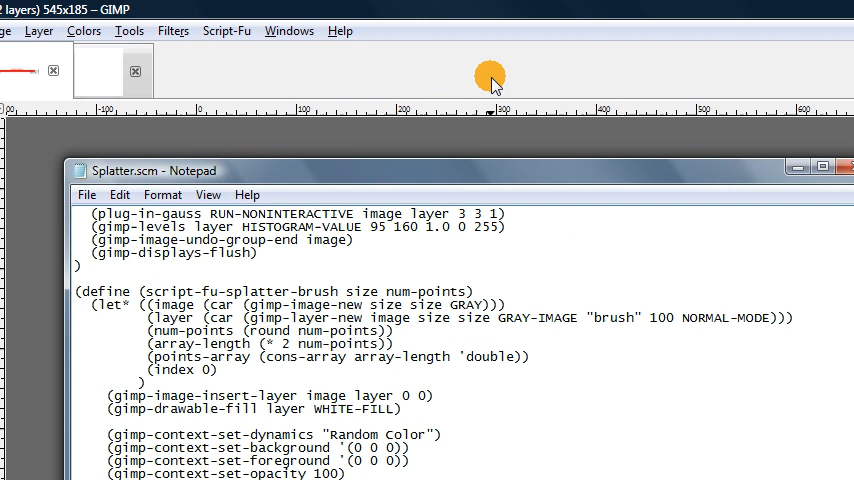 2 layers) 545x185 – GIMP
ge Layer Colors Tools Filters Script-Fu Windows Help
-100 0 100 200 300 400 500 600
Splatter.scm - Notepad
File Edit Format View Help
(plug-in-gauss RUN-NONINTERACTIVE image layer 3 3 1)
(gimp-levels layer HISTOGRAM-VALUE 95 160 1.0 0 255)
(gimp-image-undo-group-end image)
(gimp-displays-flush)
)
(define (script-fu-splatter-brush size num-points)
(let* ((image (car (gimp-image-new size size GRAY)))
(layer (car (gimp-layer-new image size size GRAY-IMAGE "brush" 100 NORMAL-MODE)))
(num-points (round num-points))
(array-length (* 2 num-points))
(points-array (cons-array array-length 'double))
(index 0)
)
(gimp-image-insert-layer image layer 0 0)
(gimp-drawable-fill layer WHITE-FILL)
(gimp-context-set-dynamics "Random Color")
(gimp-context-set-background '(0 0 0))
(gimp-context-set-foreground '(0 0 0))
(gimp-context-set-opacity 100)